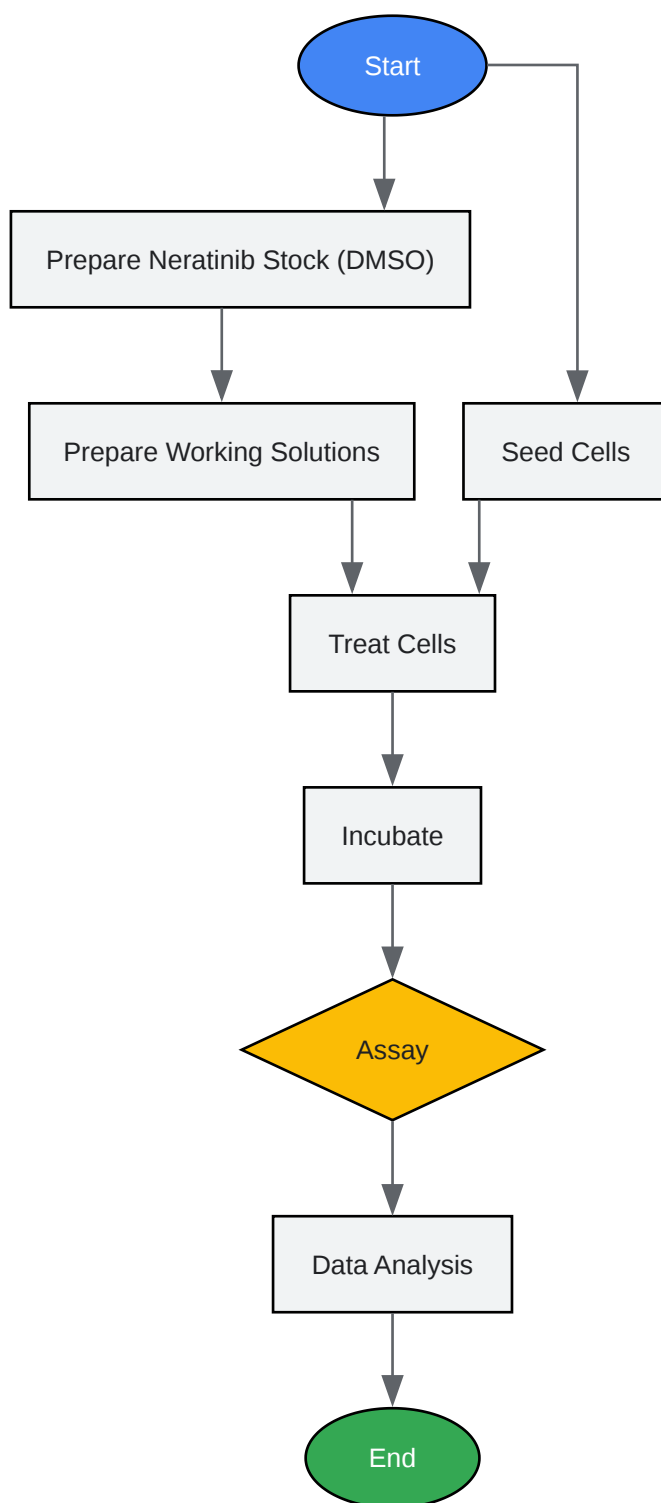 Start
Prepare Neratinib Stock (DMSO)
Prepare Working Solutions
Seed Cells
Treat Cells
Incubate
Assay
Data Analysis
End